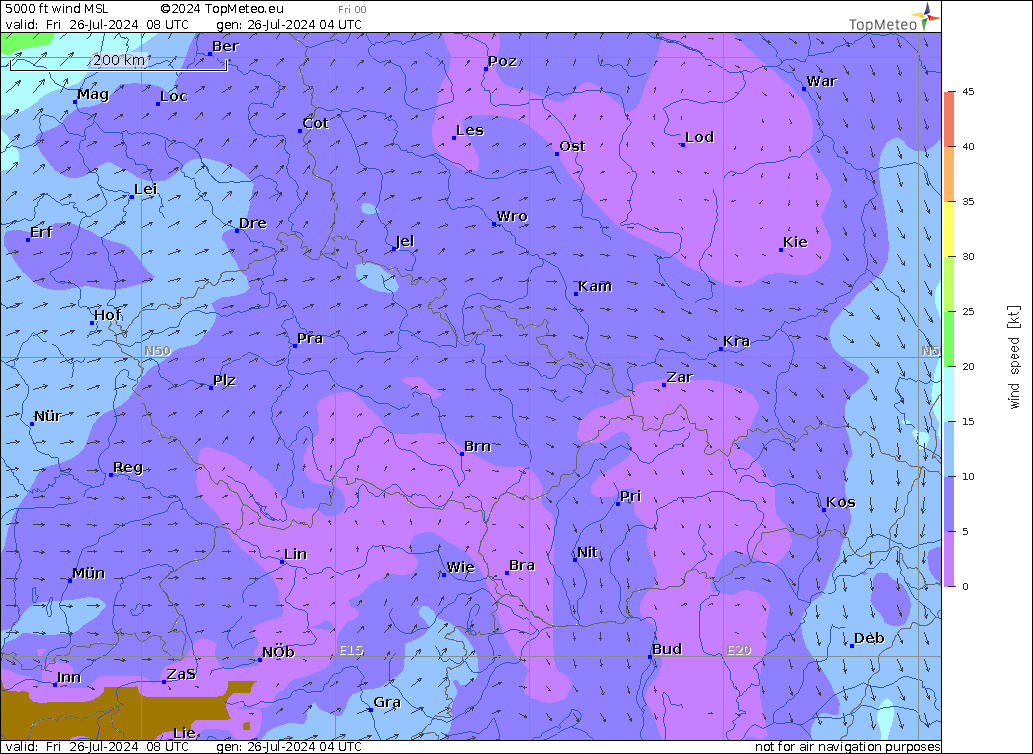 5000 ft wind MSL ©2024 TopMeteo.eu Fri 00
valid: Fri 26-Jul-2024 08 UTC gen: Fri 26-Jul-2024 04 UTC
TopMeteo
Ber
200 km
Poz
War
Mag
Loc
Cot
Les
Ost
Lod
Lei
Dre
Erf
Wro
Jel
Kie
Kam
Hof
Pra
Kra
N50
N50
Plz
Zar
Nür
Brn
Reg
Pri
Kos
Lin
Nit
Mün
Wie
Bra
NÖb
E15
Bud
E20
Deb
Inn
ZaS
Gra
Lie
45
40
35
30
25
20
15
10
5
0
wind speed [kt]
valid: Fri 26-Jul-2024 08 UTC gen: 26-Jul-2024 04 UTC not for air navigation purposes